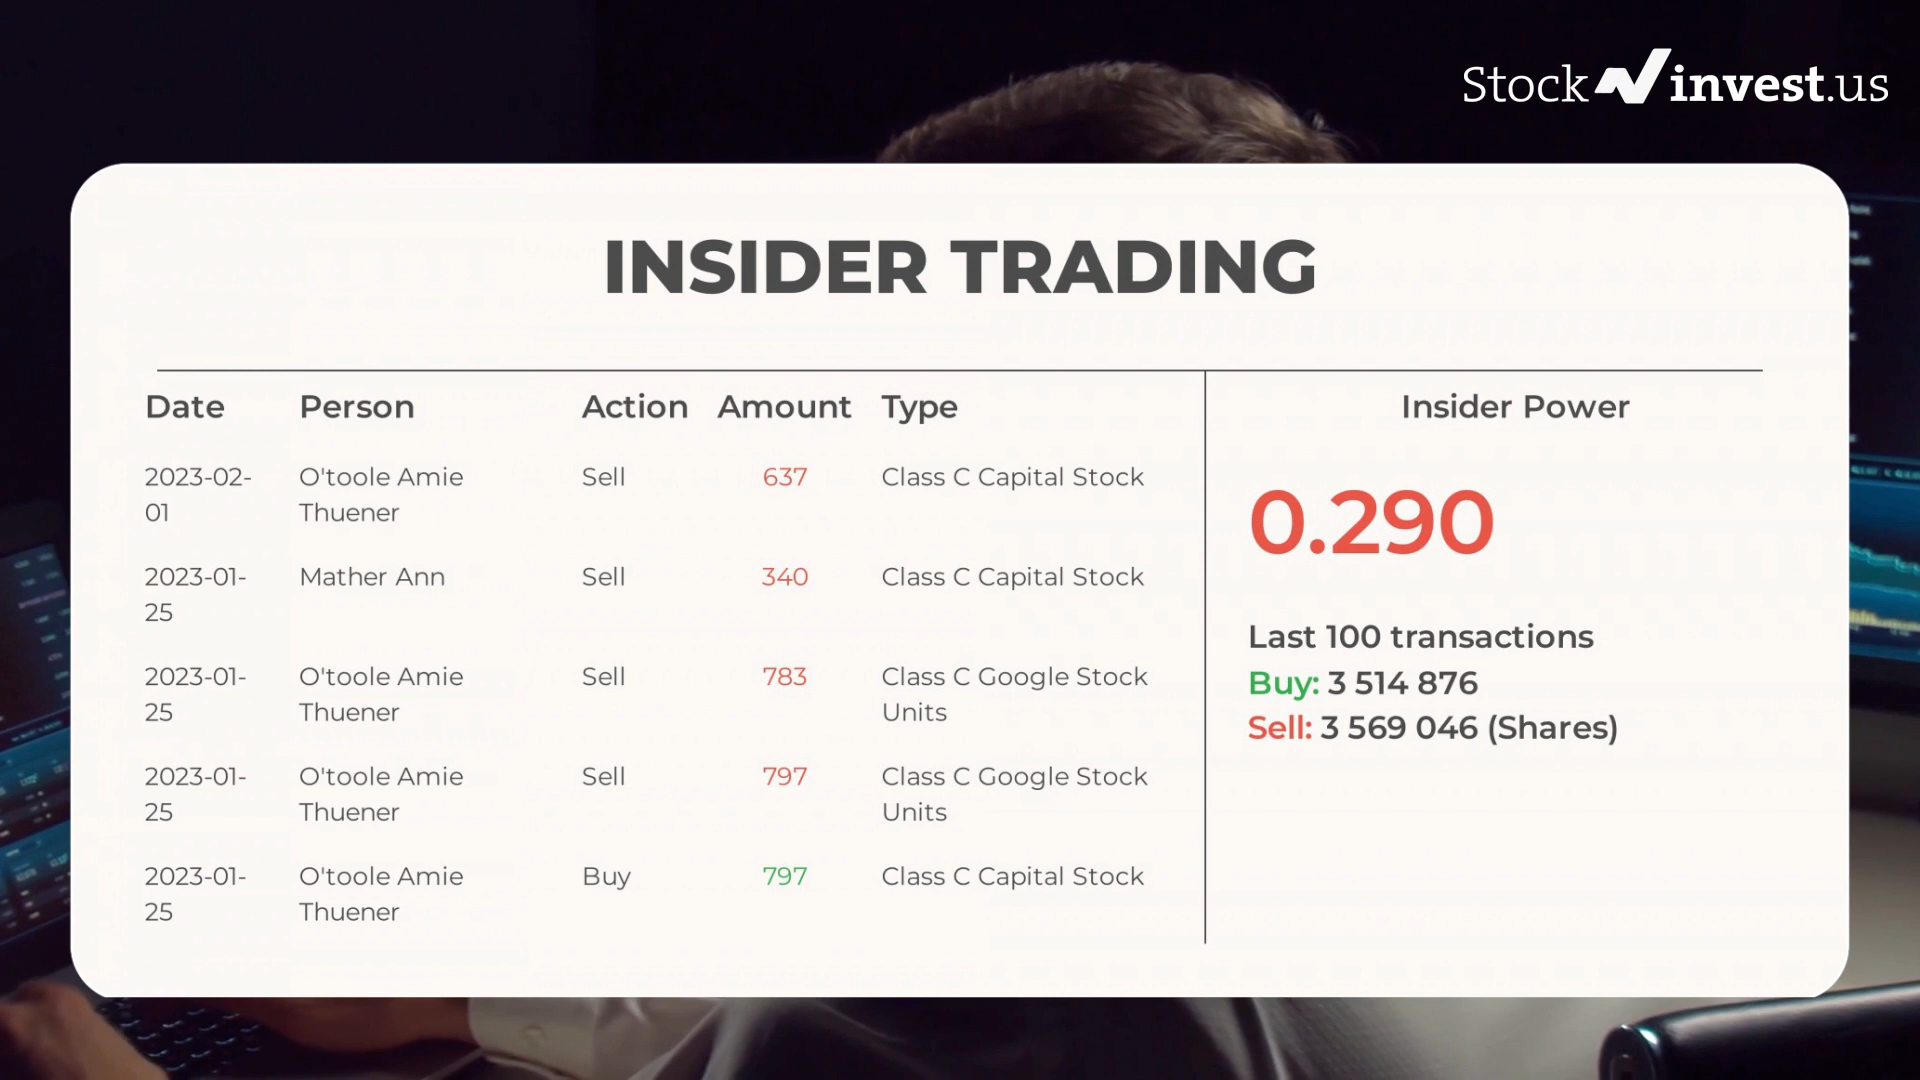 Stock invest.us
INSIDER TRADING
Date Person Action Amount Type
2023-02-
01
O'toole Amie
Thuener
Sell
637
Class C Capital Stock
2023-01-
25
Mather Ann
Sell
340
Class C Capital Stock
2023-01-
25
O'toole Amie
Thuener
Sell
783
Class C Google Stock
Units
2023-01-
25
O'toole Amie
Thuener
Sell
797
Class C Google Stock
Units
2023-01-
25
O'toole Amie
Thuener
Buy
797
Class C Capital Stock
Insider Power
0.290
Last 100 transactions
Buy: 3 514 876
Sell: 3 569 046 (Shares)